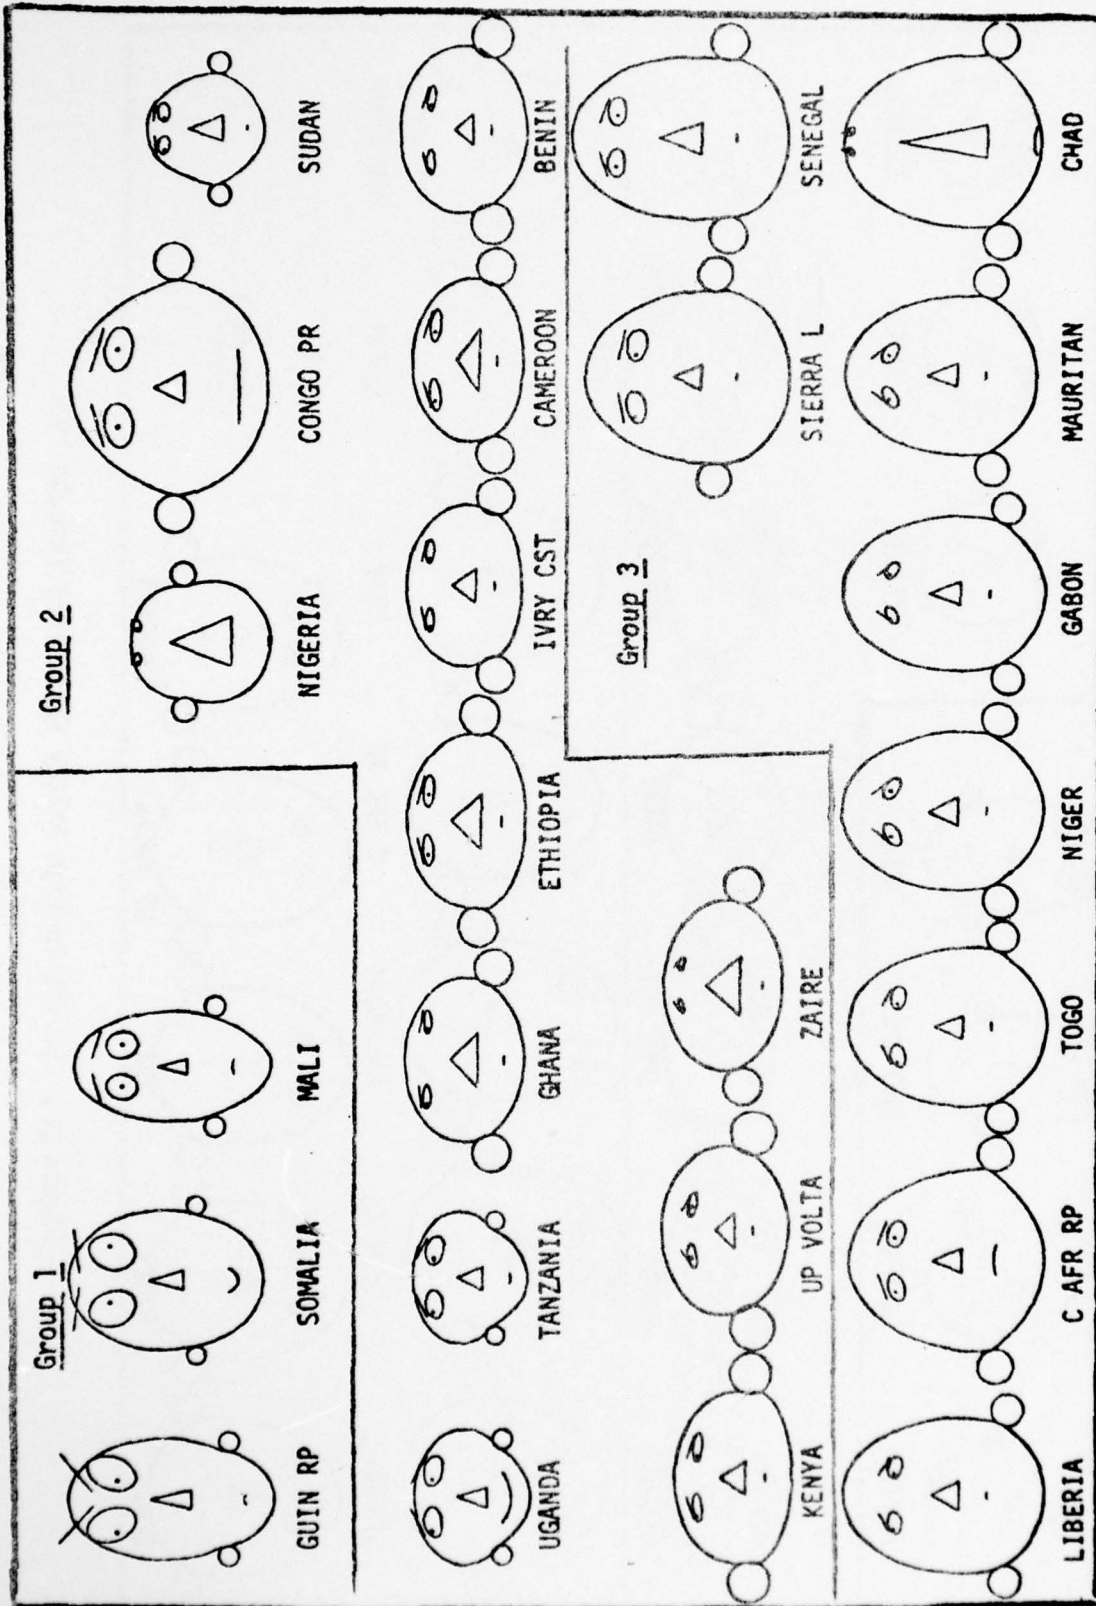 Group 1
GUIN RP
SOMALIA
MALI
Group 2
NIGERIA
CONGO PR
SUDAN
UGANDA
TANZANIA
GHANA
ETHIOPIA
IVRY CST
CAMEROON
BENIN
KENYA
UP VOLTA
ZAIRE
Group 3
SIERRA L
SENEGAL
LIBERIA
C AFR RP
TOGO
NIGER
GABON
MAURITAN
CHAD